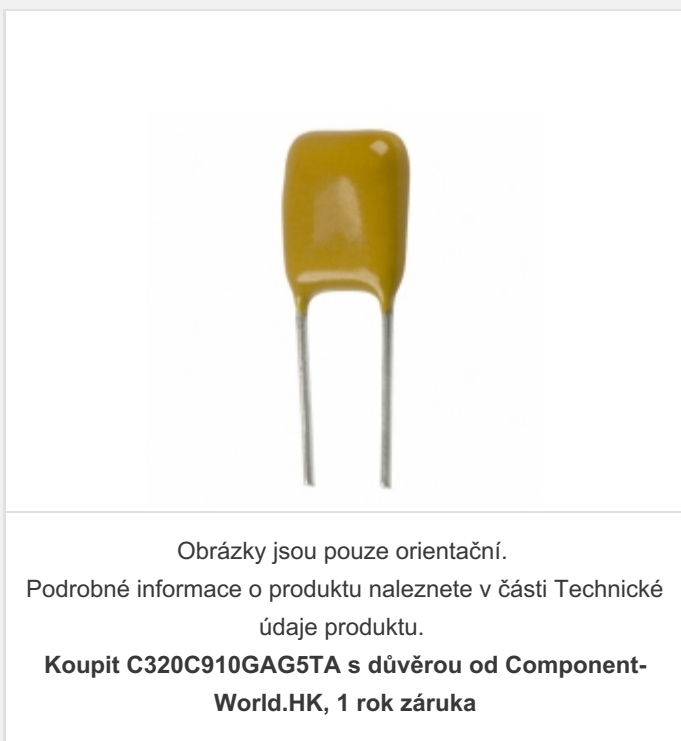 Obrázky jsou pouze orientační.
Podrobné informace o produktu naleznete v části Technické
údaje produktu.
Koupit C320C910GAG5TA s důvěrou od Component-
World.HK, 1 rok záruka